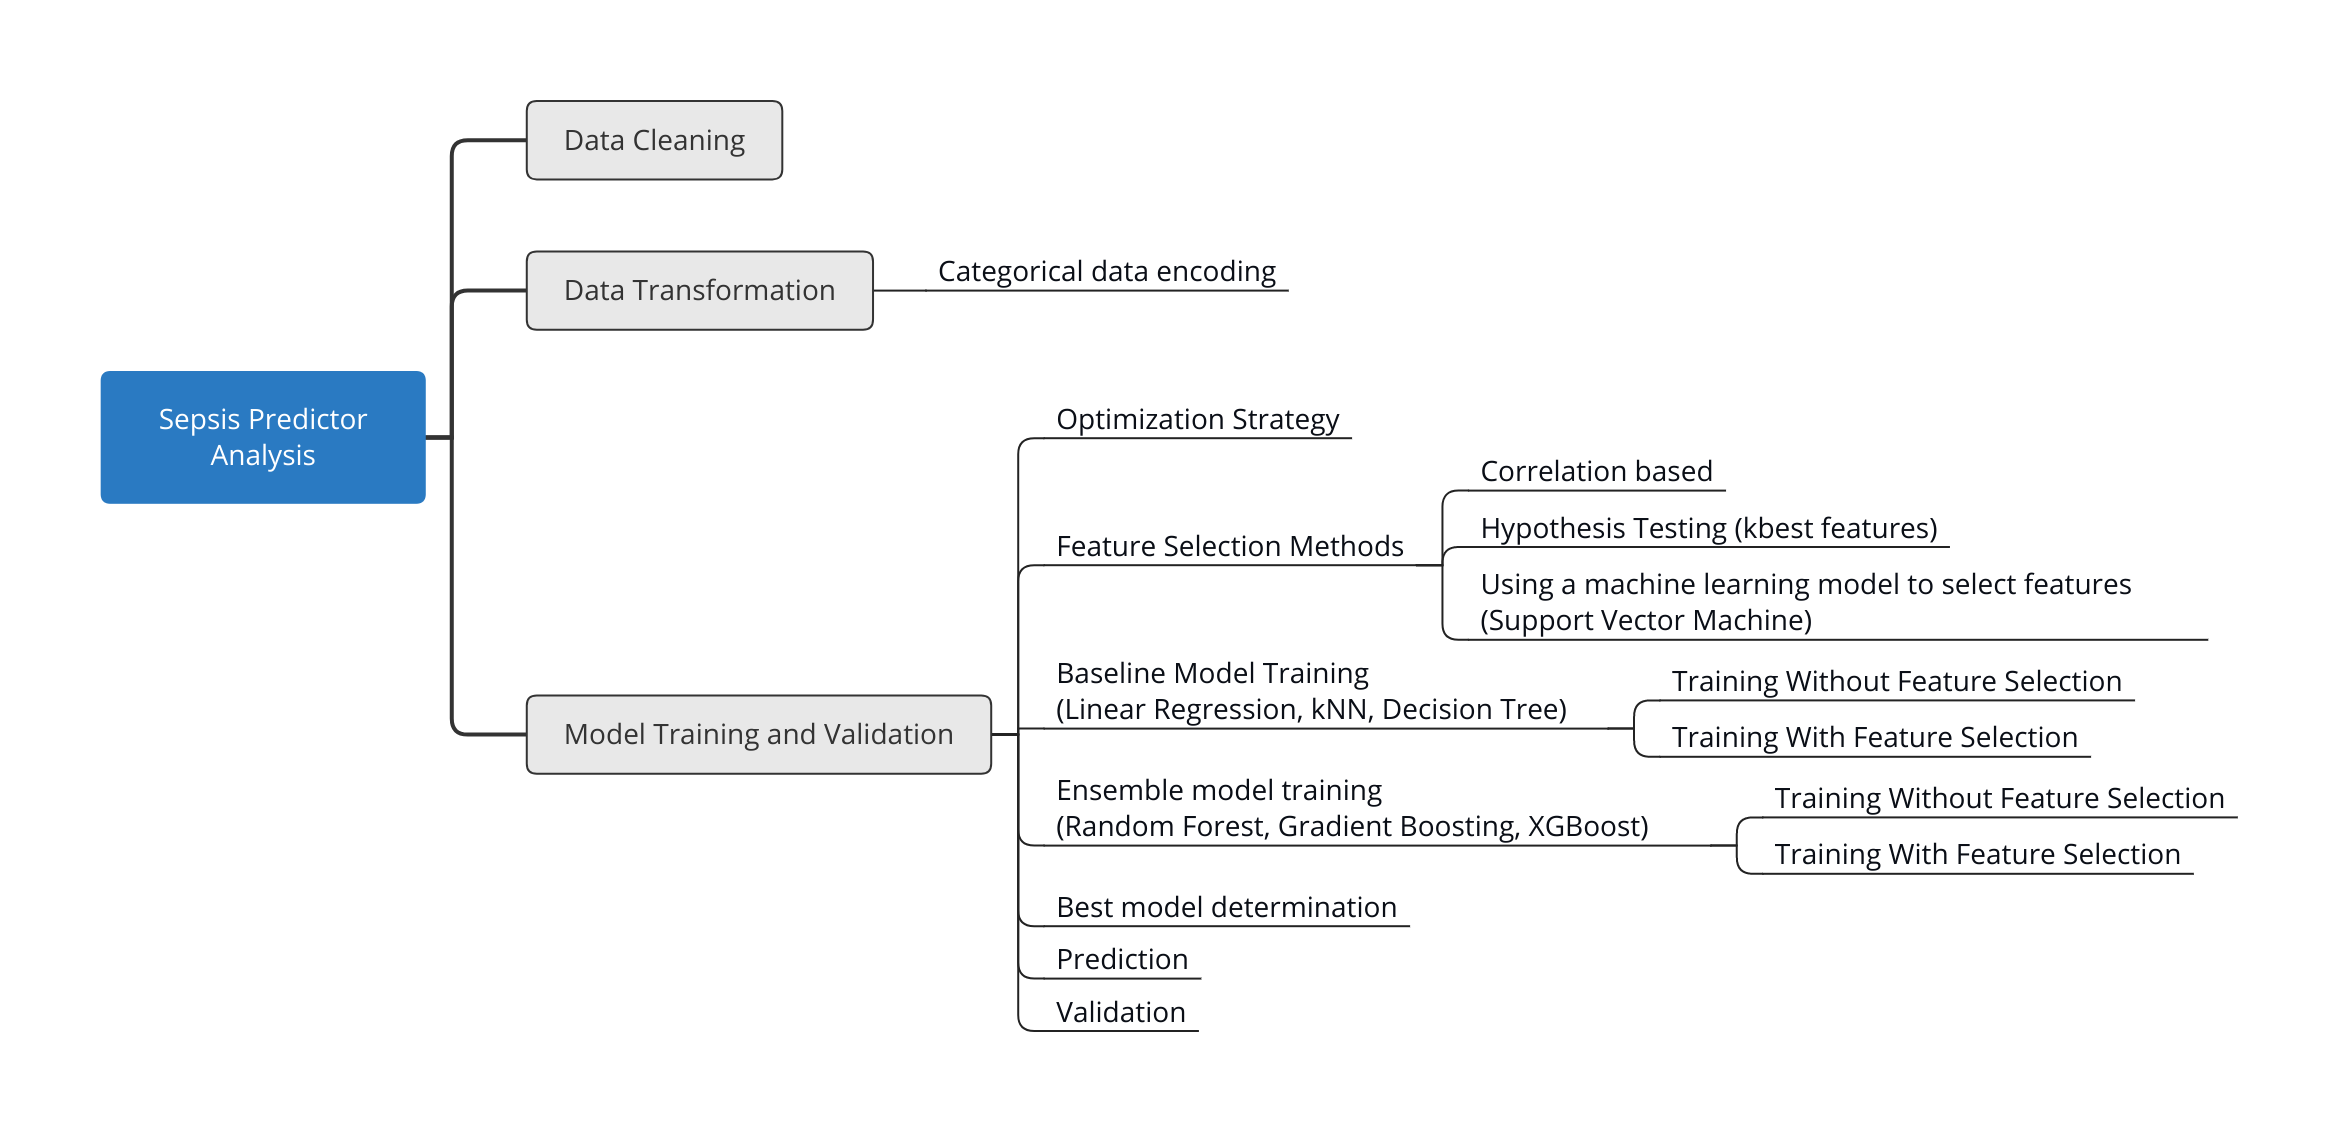 Data Cleaning
Data Transformation
Categorical data encoding
Sepsis Predictor
Analysis
Optimization Strategy
Correlation based
Hypothesis Testing (kbest features)
Feature Selection Methods
Using a machine learning model to select features
(Support Vector Machine)
Baseline Model Training
(Linear Regression, kNN, Decision Tree)
Training Without Feature Selection
Training With Feature Selection
Model Training and Validation
Ensemble model training
(Random Forest, Gradient Boosting, XGBoost)
Training Without Feature Selection
Training With Feature Selection
Best model determination
Prediction
Validation